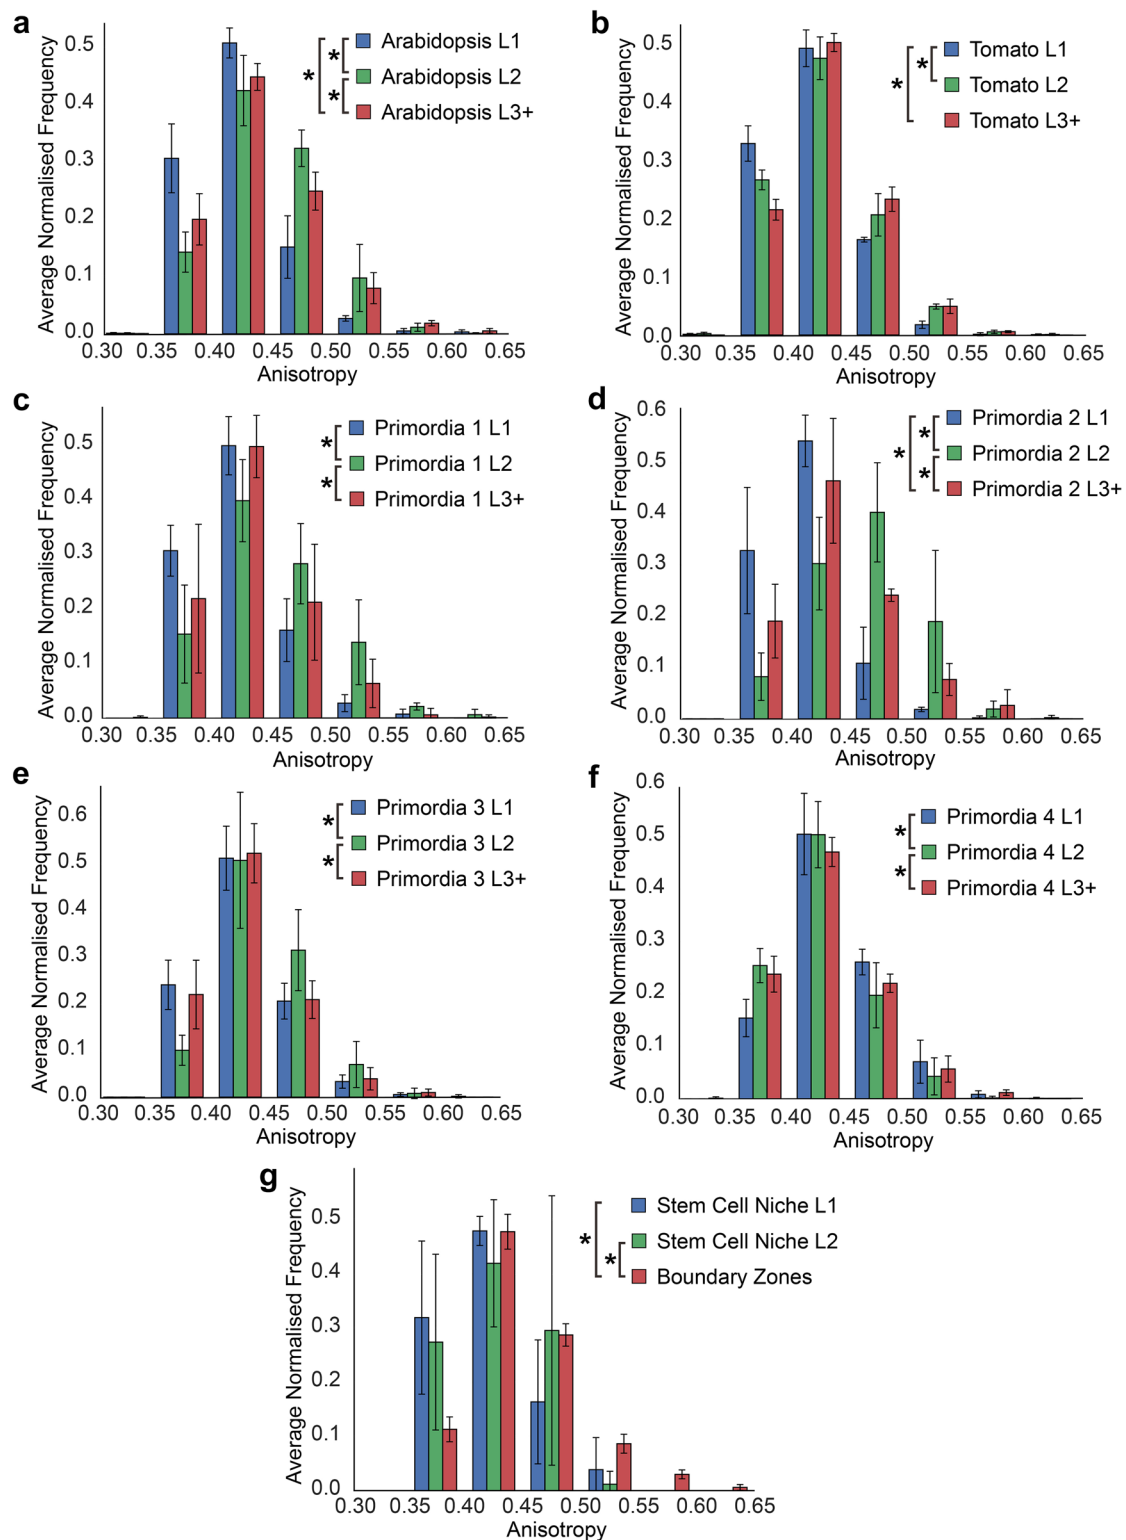 a
Average Normalised Frequency
0.5
0.4
0.3
0.2
0.1
0.0
0.30 0.35 0.40 0.45 0.50 0.55 0.60 0.65
Anisotropy
* * *
Arabidopsis L1
Arabidopsis L2
Arabidopsis L3+
b
Average Normalised Frequency
0.5
0.4
0.3
0.2
0.1
0.0
0.30 0.35 0.40 0.45 0.50 0.55 0.60 0.65
Anisotropy
* *
Tomato L1
Tomato L2
Tomato L3+
c
Average Normalised Frequency
0.5
0.4
0.3
0.2
0.1
0.0
0.30 0.35 0.40 0.45 0.50 0.55 0.60 0.65
Anisotropy
* *
Primordia 1 L1
Primordia 1 L2
Primordia 1 L3+
d
Average Normalised Frequency
0.6
0.5
0.4
0.3
0.2
0.1
0.0
0.30 0.35 0.40 0.45 0.50 0.55 0.60 0.65
Anisotropy
* * *
Primordia 2 L1
Primordia 2 L2
Primordia 2 L3+
e
Average Normalised Frequency
0.6
0.5
0.4
0.3
0.2
0.1
0.0
0.30 0.35 0.40 0.45 0.50 0.55 0.60 0.65
Anisotropy
* *
Primordia 3 L1
Primordia 3 L2
Primordia 3 L3+
f
Average Normalised Frequency
0.6
0.5
0.4
0.3
0.2
0.1
0.0
0.30 0.35 0.40 0.45 0.50 0.55 0.60 0.65
Anisotropy
* *
Primordia 4 L1
Primordia 4 L2
Primordia 4 L3+
g
Average Normalised Frequency
0.5
0.4
0.3
0.2
0.1
0.0
0.30 0.35 0.40 0.45 0.50 0.55 0.60 0.65
Anisotropy
* *
Stem Cell Niche L1
Stem Cell Niche L2
Boundary Zones